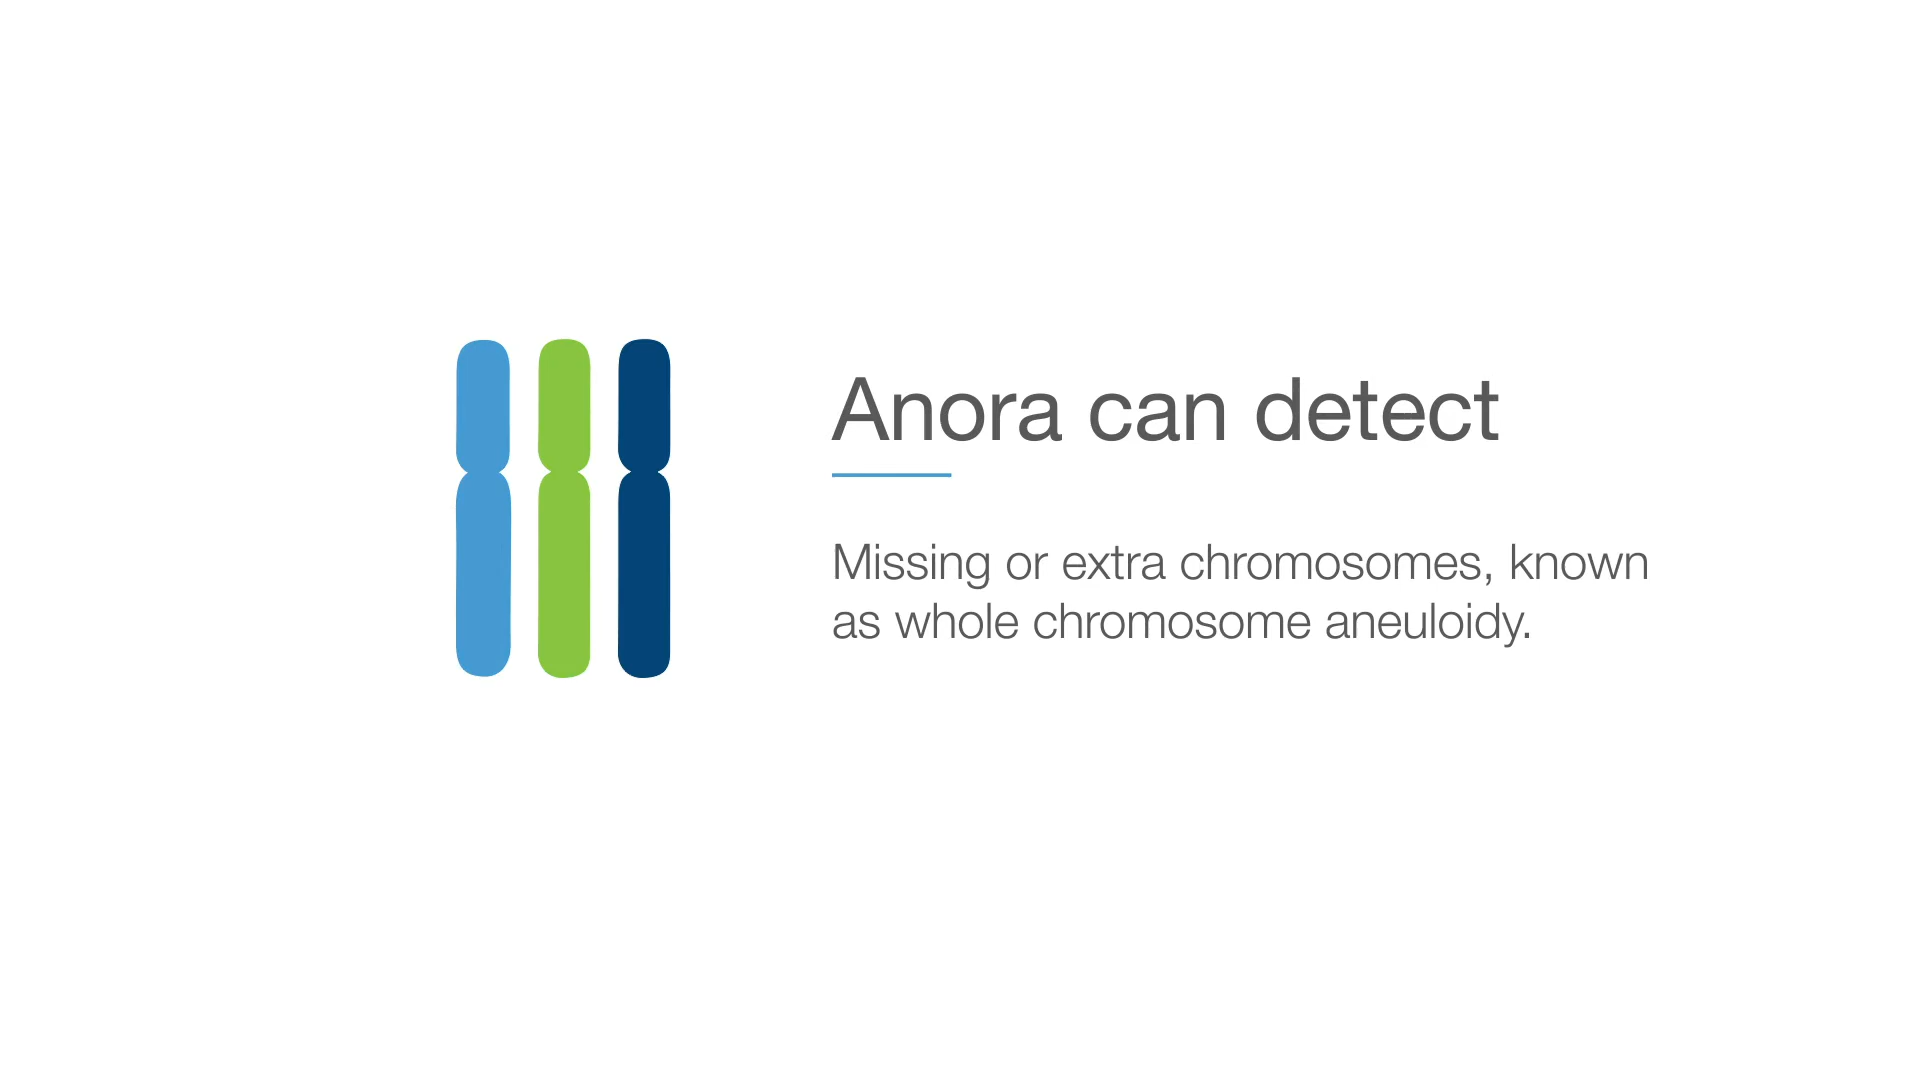 Anora can detect
Missing or extra chromosomes, known
as whole chromosome aneuloidy.